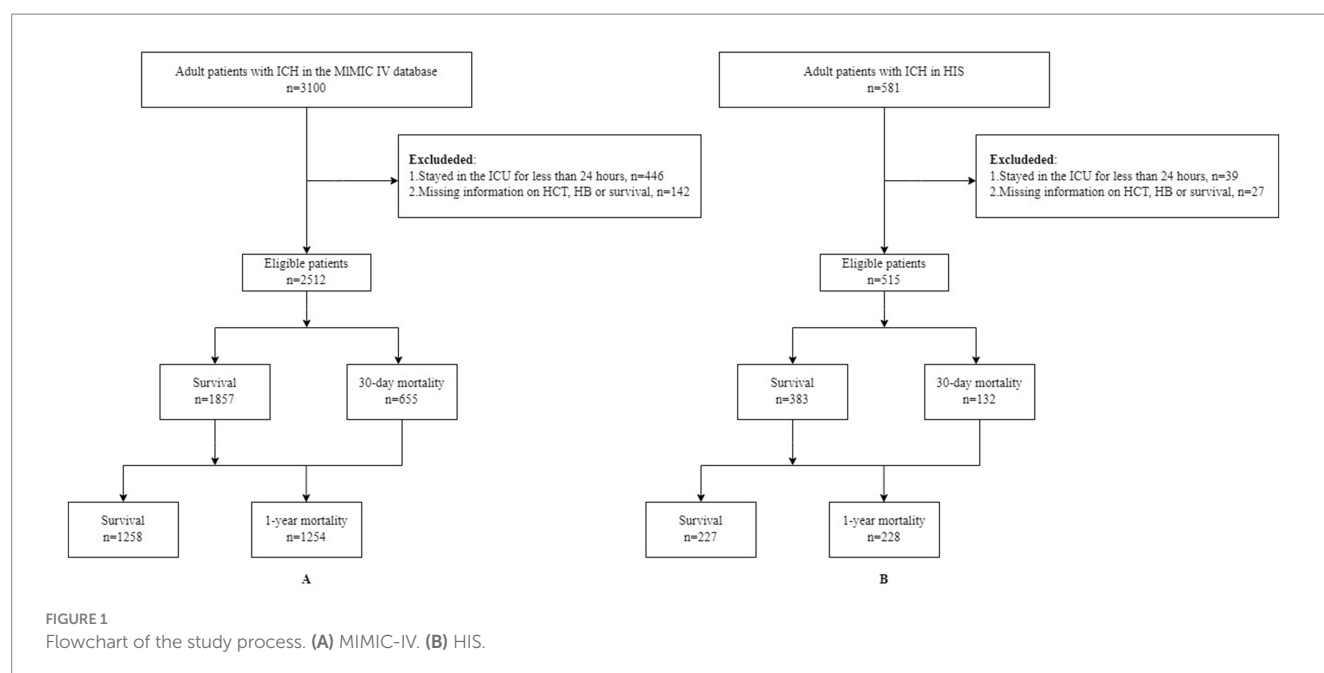 Adult patients with ICH in the MIMIC IV database
n=3100
Excludeded:
1.Stayed in the ICU for less than 24 hours, n=446
2.Missing information on HCT, HB or survival, n=142
Eligible patients
n=2512
Survival
n=1857
30-day mortality
n=655
Survival
n=1258
1-year mortality
n=1254
A
Adult patients with ICH in HIS
n=581
Excludeded:
1.Stayed in the ICU for less than 24 hours, n=39
2.Missing information on HCT, HB or survival, n=27
Eligible patients
n=515
Survival
n=383
30-day mortality
n=132
Survival
n=227
1-year mortality
n=228
B
FIGURE 1
Flowchart of the study process. (A) MIMIC-IV. (B) HIS.